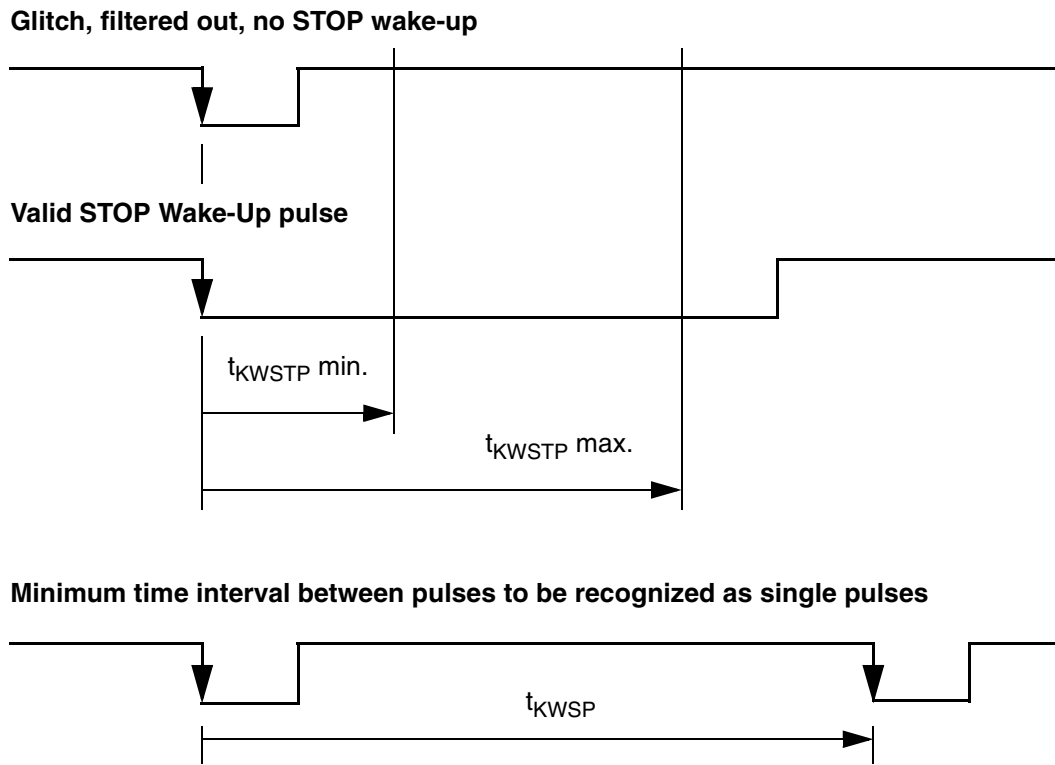 Glitch, filtered out, no STOP wake-up
Valid STOP Wake-Up pulse
tKWSTP min.
tKWSTP max.
Minimum time interval between pulses to be recognized as single pulses
tKWSP